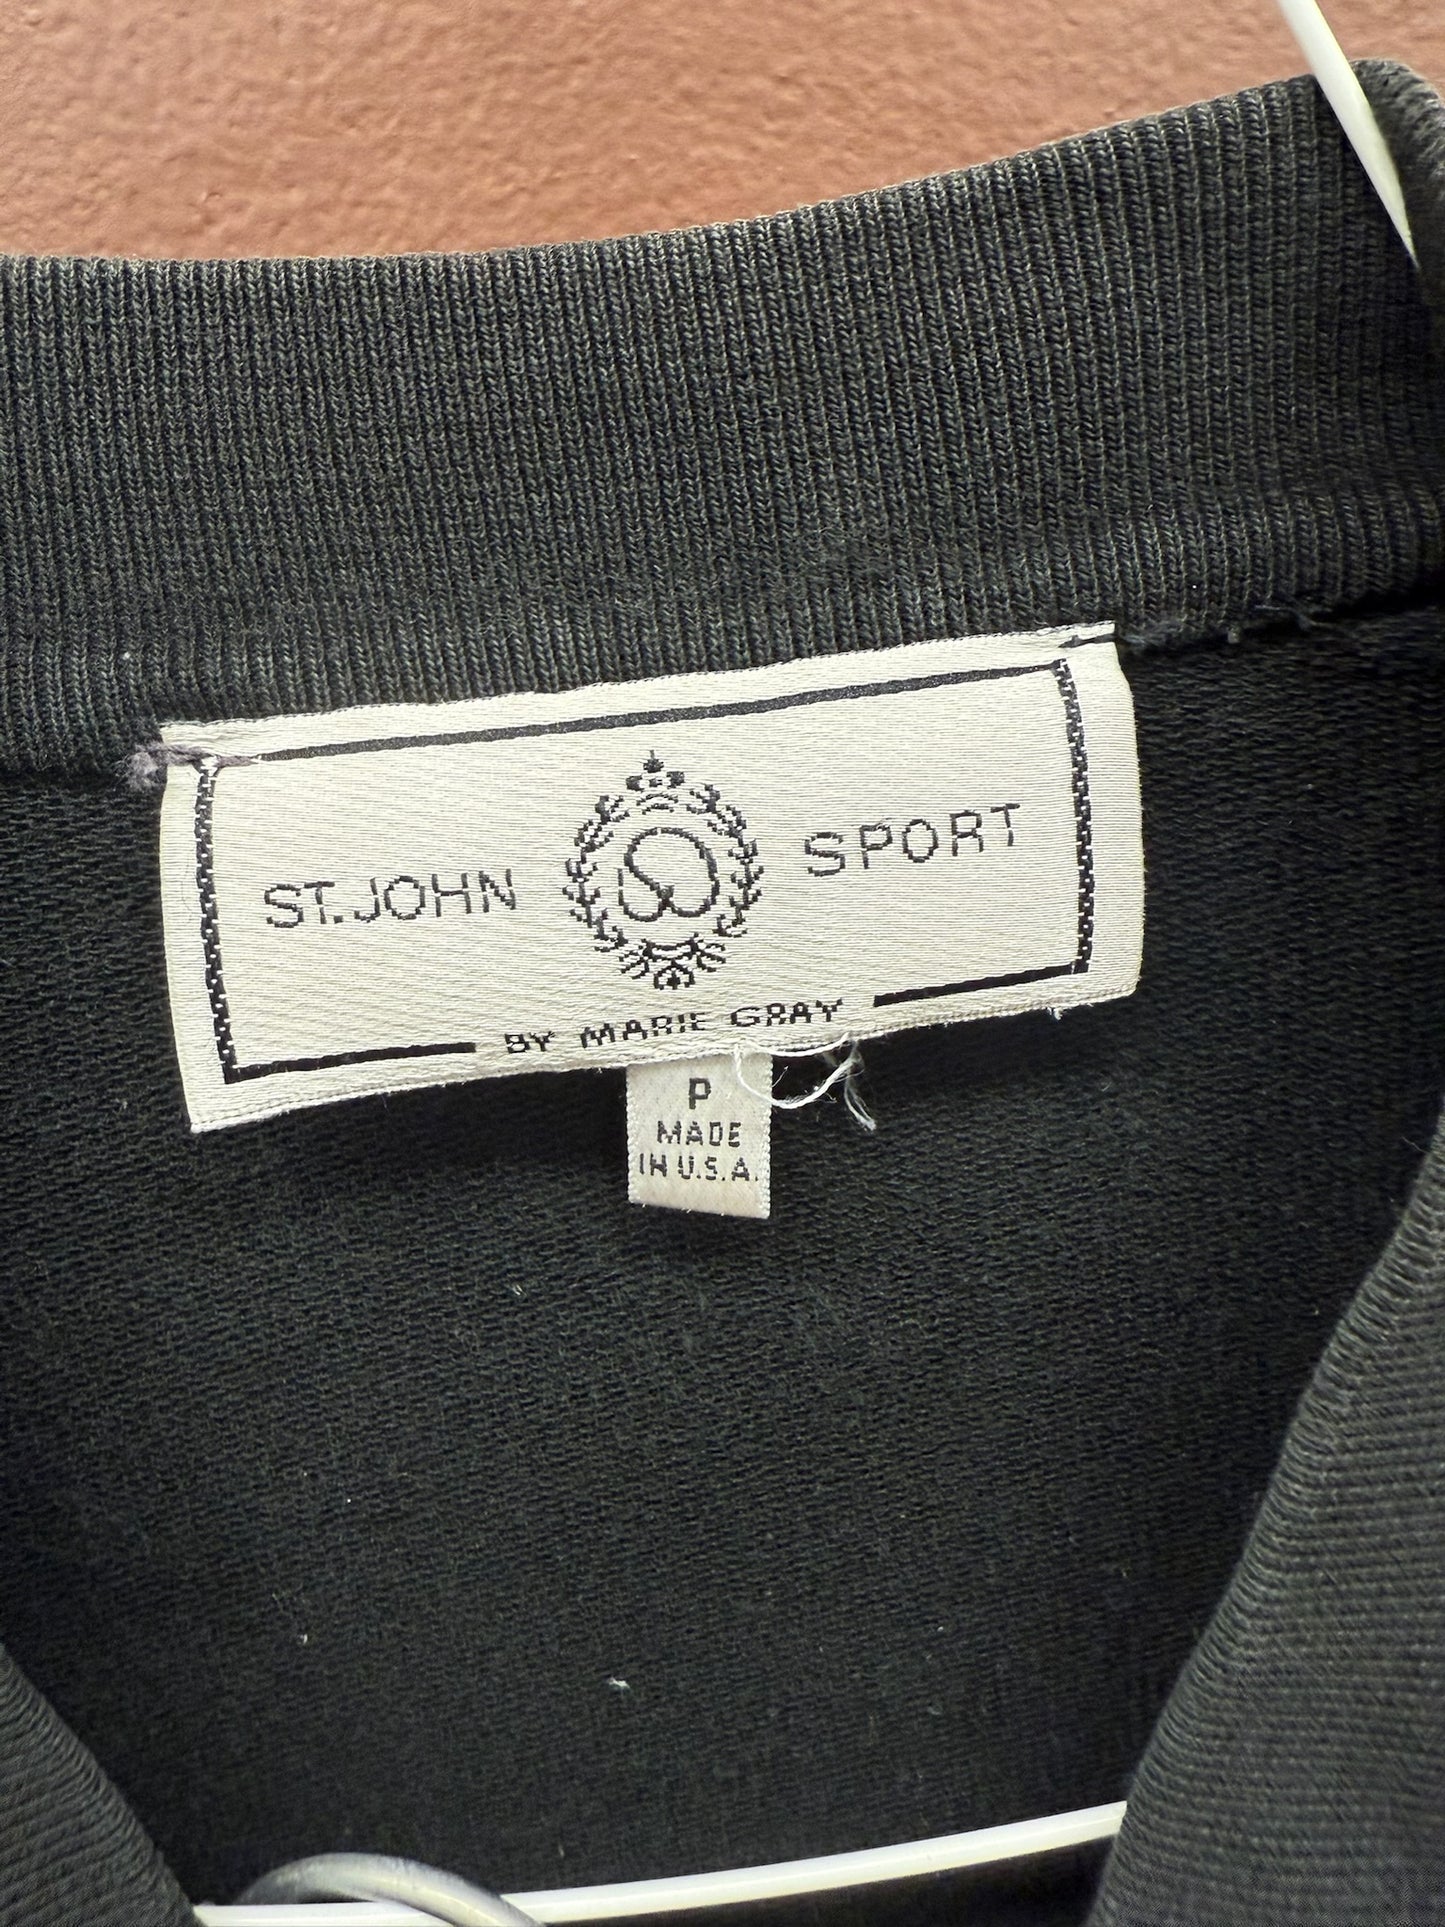 ST. JOHN SPORT
BY MARIE GRAY
P
MADE
IN U.S.A.